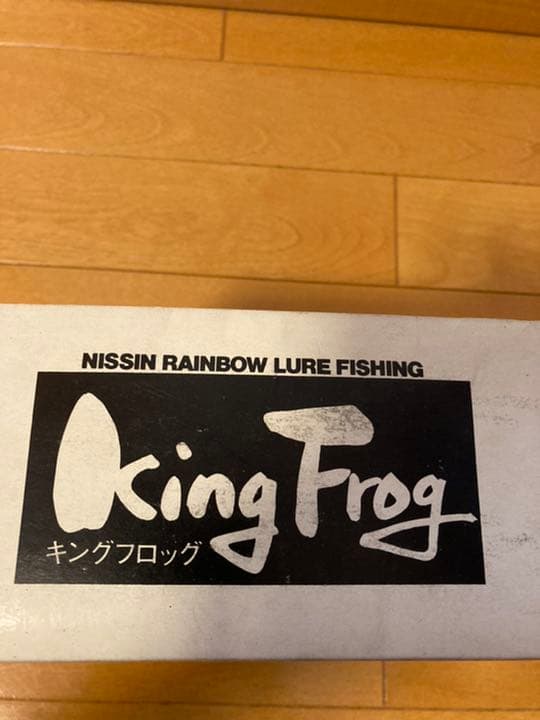 NISSIN RAINBOW LURE FISHING
King Frog
キングフロッグ